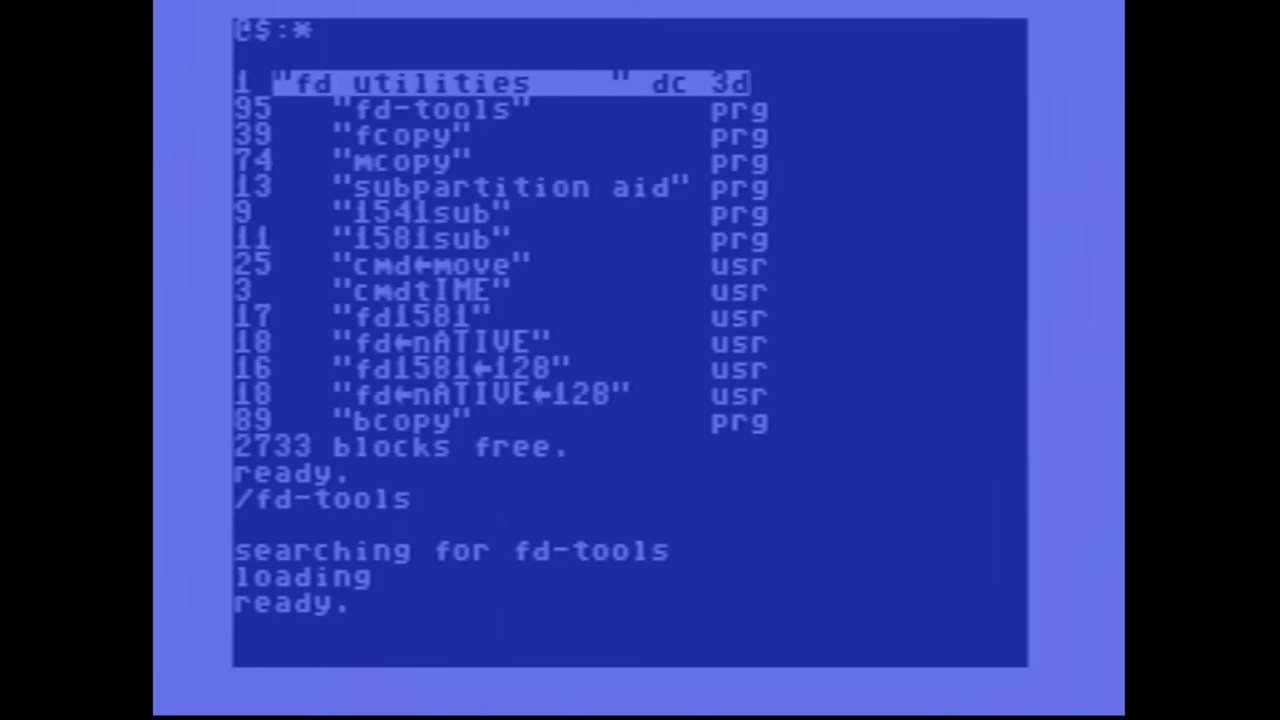 @$:*
1 "fd utilities    " dc 3d
95   "fd-tools"         prg
39   "fcopy"            prg
74   "mcopy"            prg
13   "subpartition aid" prg
9    "1541sub"          prg
11   "1581sub"          prg
25   "cmd←move"         usr
3    "cmdtIME"          usr
17   "fd1581"           usr
18   "fd←nATIVE"        usr
16   "fd1581←128"       usr
18   "fd←nATIVE←128"    usr
89   "bcopy"            prg
2733 blocks free.
ready.
/fd-tools
searching for fd-tools
loading
ready.